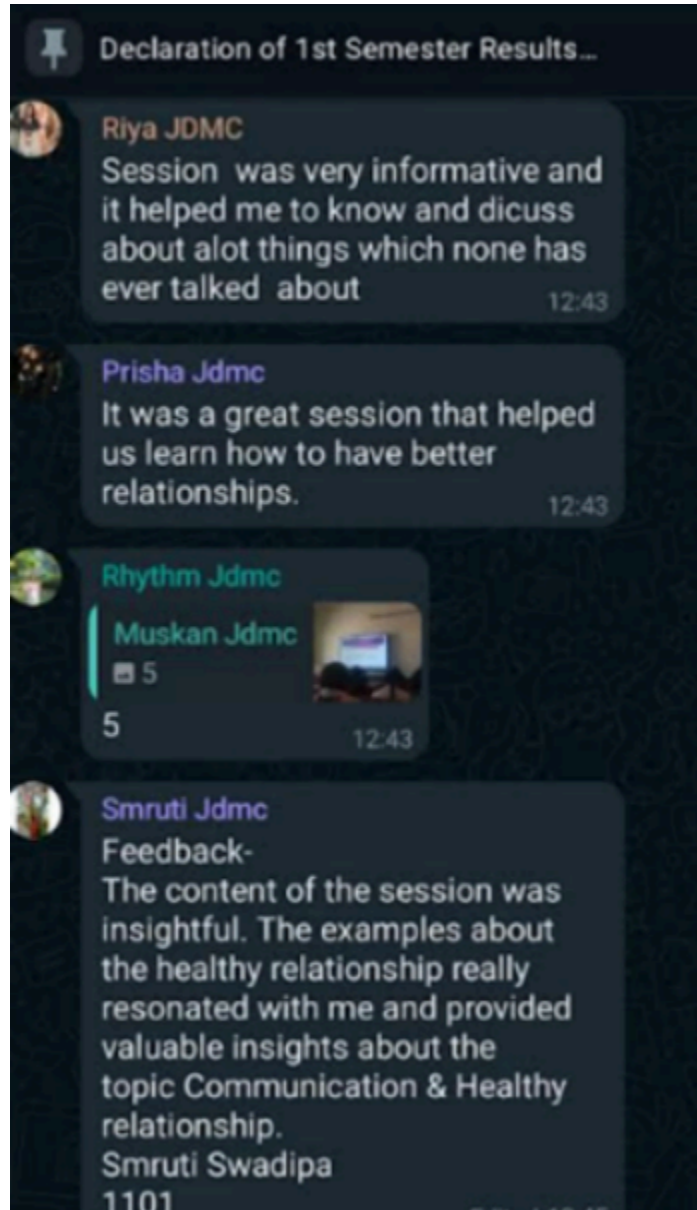 Declaration of 1st Semester Results...
Riya JDMC
Session was very informative and
it helped me to know and dicuss
about alot things which none has
ever talked about
12:43
Prisha Jdmc
It was a great session that helped
us learn how to have better
relationships.
12:43
Rhythm Jdmc
Muskan Jdmc
5
5
12:43
Smruti Jdmc
Feedback-
The content of the session was
insightful. The examples about
the healthy relationship really
resonated with me and provided
valuable insights about the
topic Communication & Healthy
relationship.
Smruti Swadipa
1101